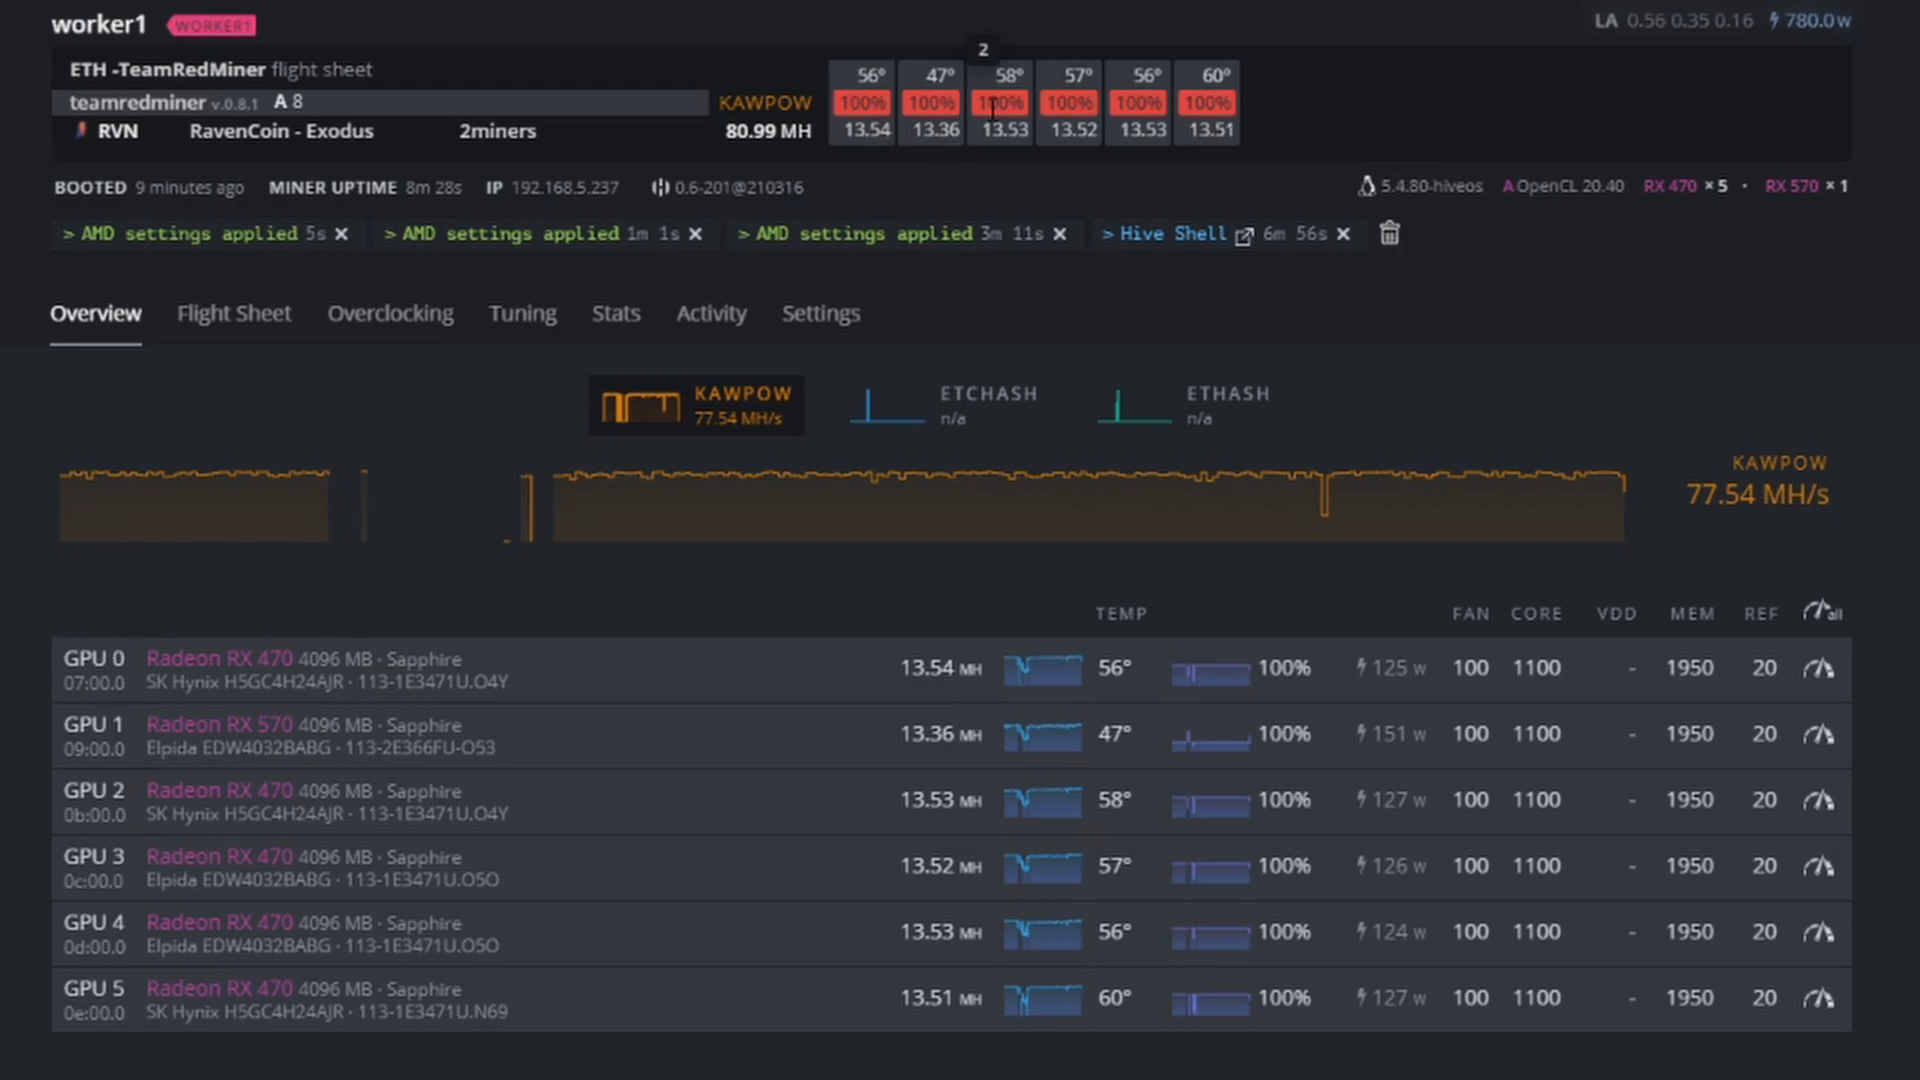 worker1 WORKER1 LA 0.56 0.35 0.16 780.0 w
2
ETH -TeamRedMiner flight sheet 56° 47° 58° 57° 56° 60°
teamredminer v.0.8.1 A 8 KAWPOW 100% 100% 100% 100% 100% 100%
RVN RavenCoin - Exodus 2miners 80.99 MH 13.54 13.36 13.53 13.52 13.53 13.51
BOOTED 9 minutes ago MINER UPTIME 8m 28s IP 192.168.5.237 0.6-201@210316 5.4.80-hiveos A OpenCL 20.40 RX 470 × 5 · RX 570 × 1
> AMD settings applied 5s × > AMD settings applied 1m 1s × > AMD settings applied 3m 11s × > Hive Shell 6m 56s ×
Overview Flight Sheet Overclocking Tuning Stats Activity Settings
KAWPOW ETCHASH ETHASH
77.54 MH/s n/a n/a
KAWPOW
77.54 MH/s
TEMP FAN CORE VDD MEM REF all
GPU 0 Radeon RX 470 4096 MB · Sapphire 13.54 MH 56° 100% 125 w 100 1100 - 1950 20
07:00.0 SK Hynix H5GC4H24AJR · 113-1E3471U.O4Y
GPU 1 Radeon RX 570 4096 MB · Sapphire 13.36 MH 47° 100% 151 w 100 1100 - 1950 20
09:00.0 Elpida EDW4032BABG · 113-2E366FU-O53
GPU 2 Radeon RX 470 4096 MB · Sapphire 13.53 MH 58° 100% 127 w 100 1100 - 1950 20
0b:00.0 SK Hynix H5GC4H24AJR · 113-1E3471U.O4Y
GPU 3 Radeon RX 470 4096 MB · Sapphire 13.52 MH 57° 100% 126 w 100 1100 - 1950 20
0c:00.0 Elpida EDW4032BABG · 113-1E3471U.O5O
GPU 4 Radeon RX 470 4096 MB · Sapphire 13.53 MH 56° 100% 124 w 100 1100 - 1950 20
0d:00.0 Elpida EDW4032BABG · 113-1E3471U.O5O
GPU 5 Radeon RX 470 4096 MB · Sapphire 13.51 MH 60° 100% 127 w 100 1100 - 1950 20
0e:00.0 SK Hynix H5GC4H24AJR · 113-1E3471U.N69